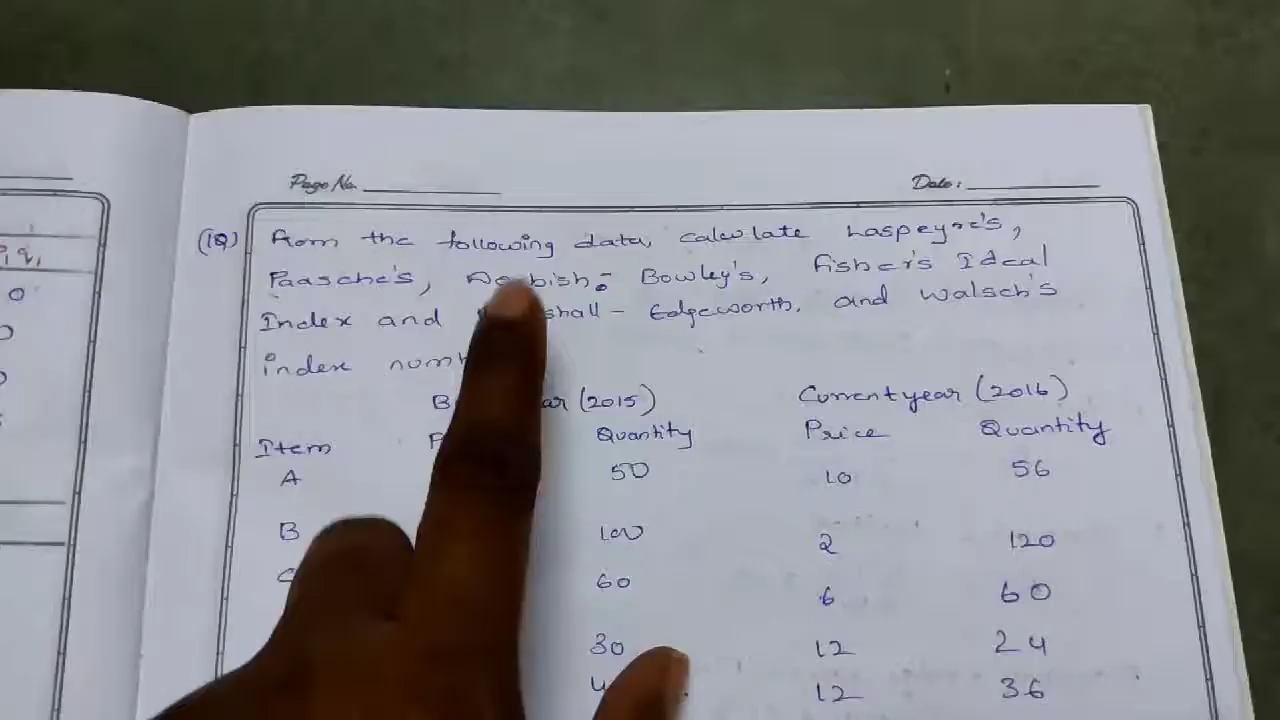 Page No.
Date:
(1Q) From the following data, calculate Laspeyre's,
Paasche's, Bowley's, Fisher's Ideal
Index and Edgeworth, and Walsch's
index
(2015) Current year (2016)
Item Quantity Price Quantity
A 50 10 56
B 100 2 120
60 6 60
30 12 24
12 36